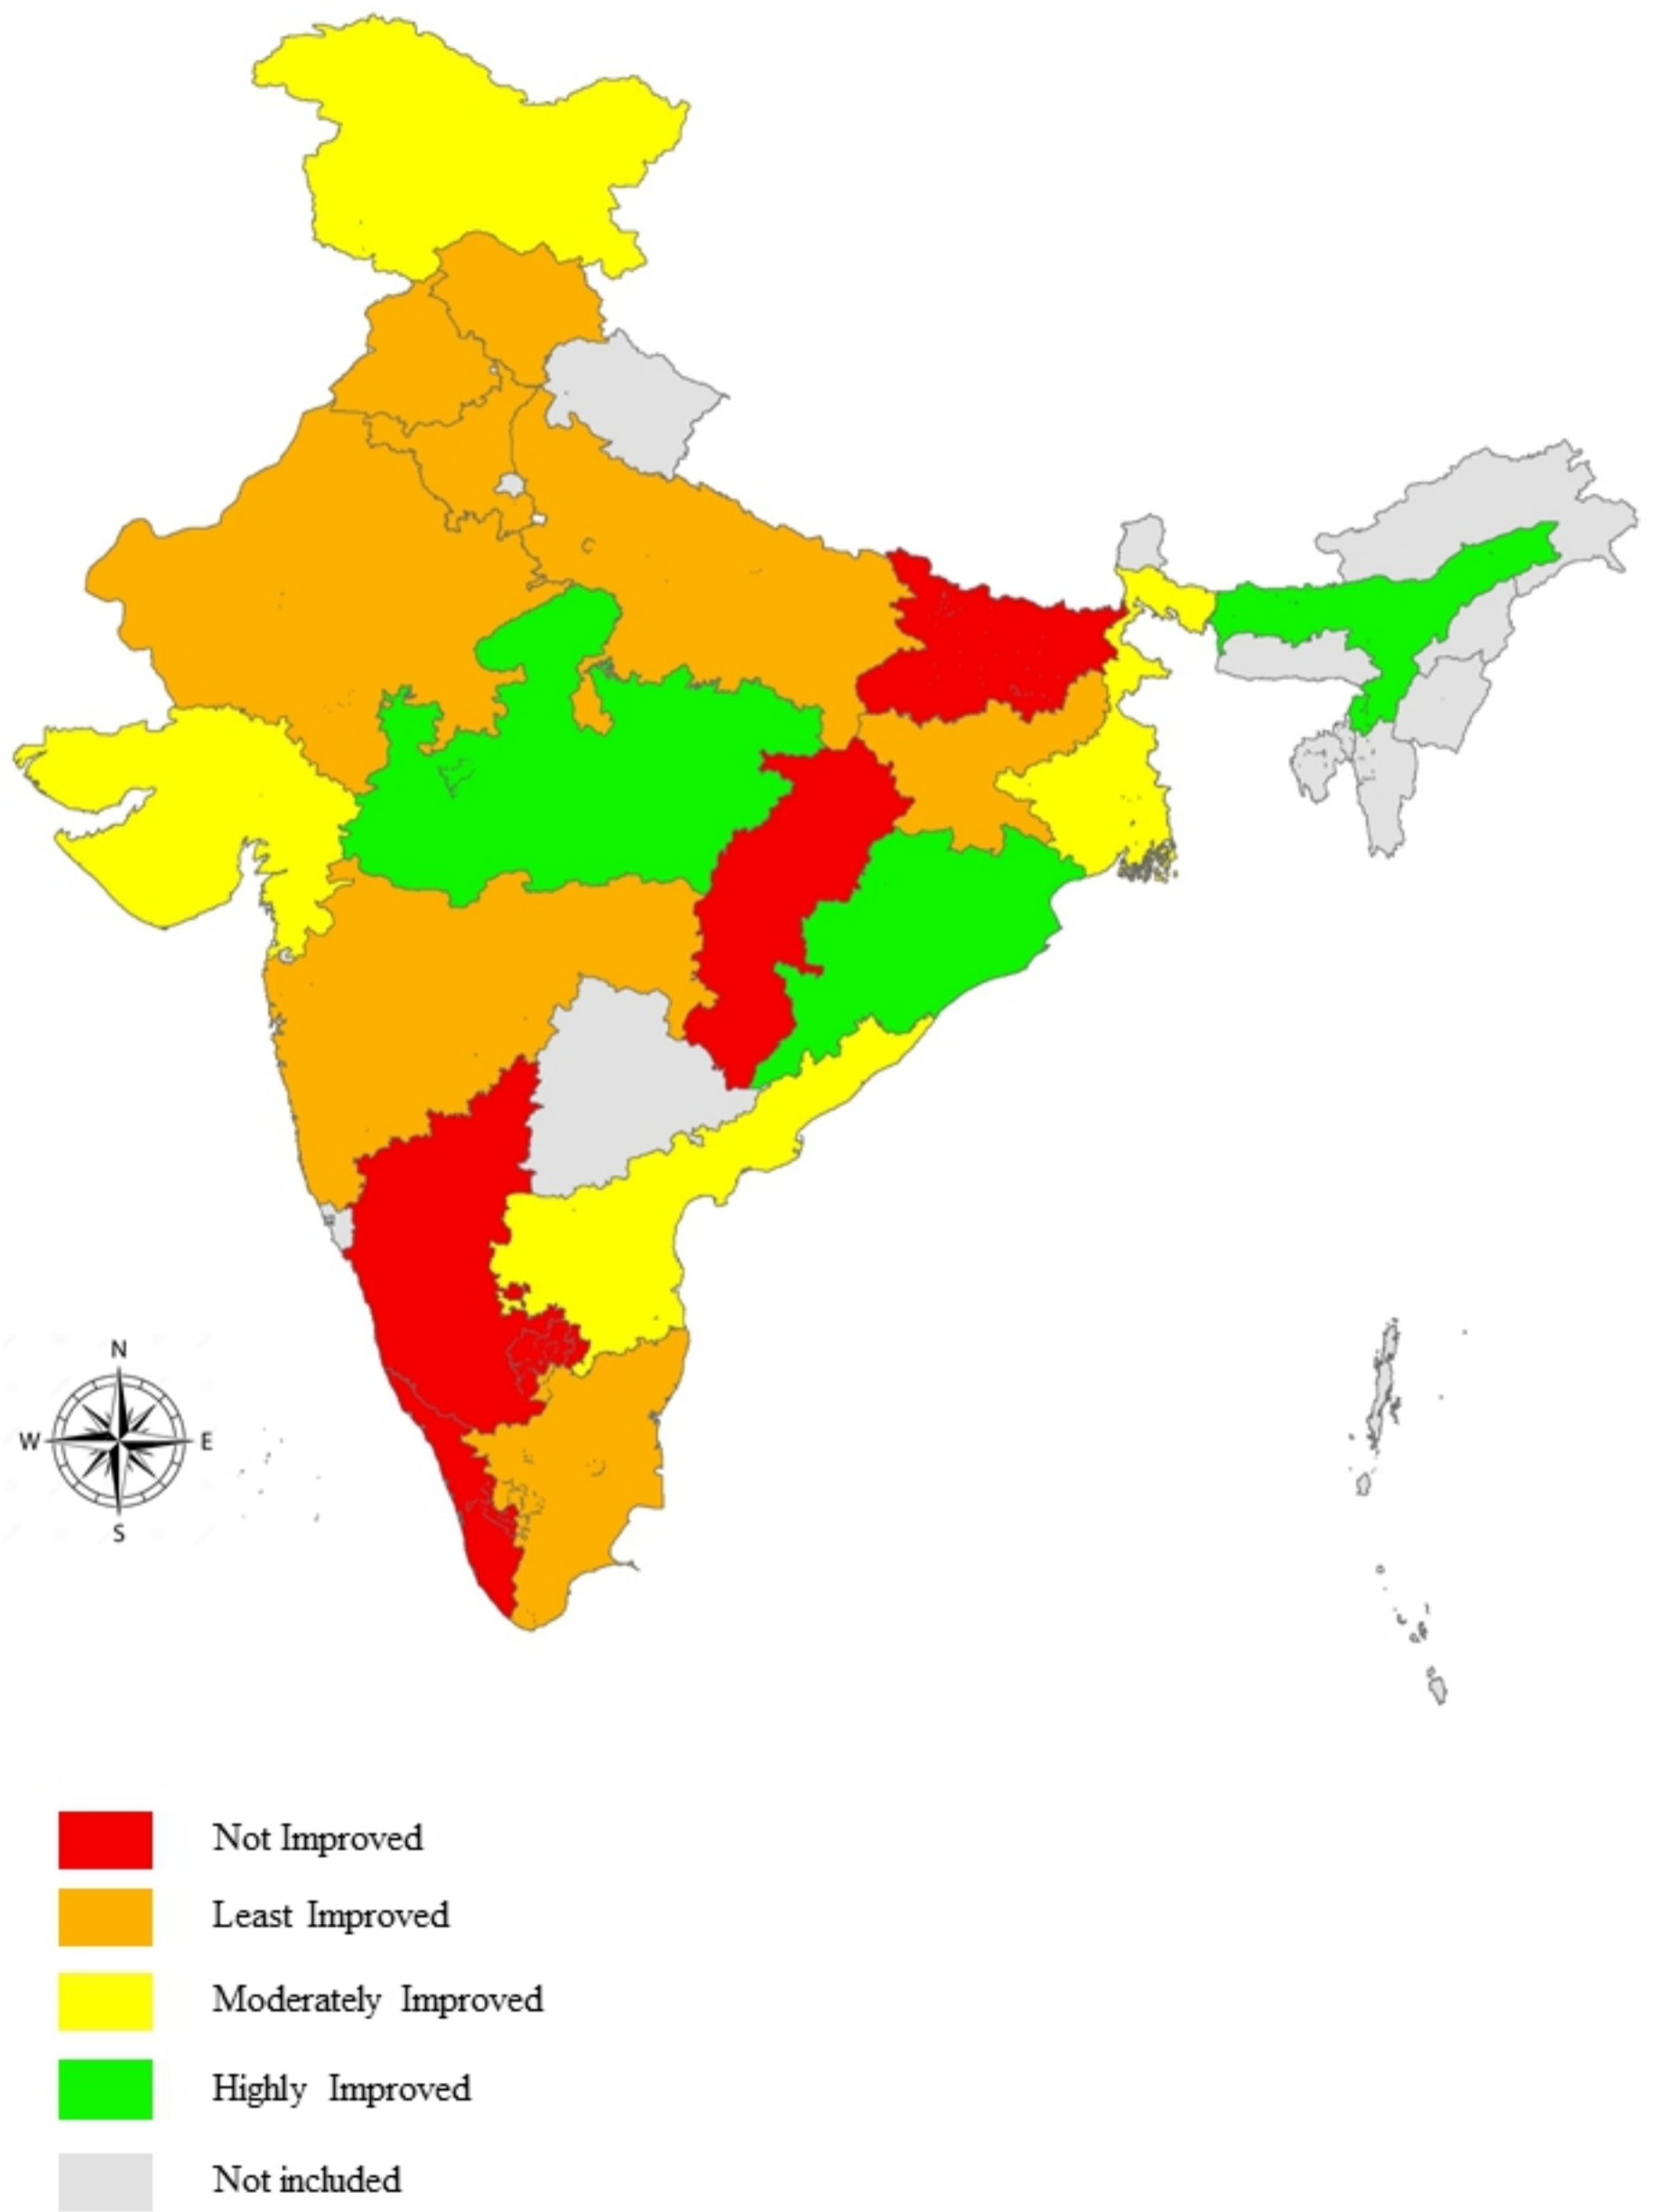 N
W E
S
Not Improved
Least Improved
Moderately Improved
Highly Improved
Not included